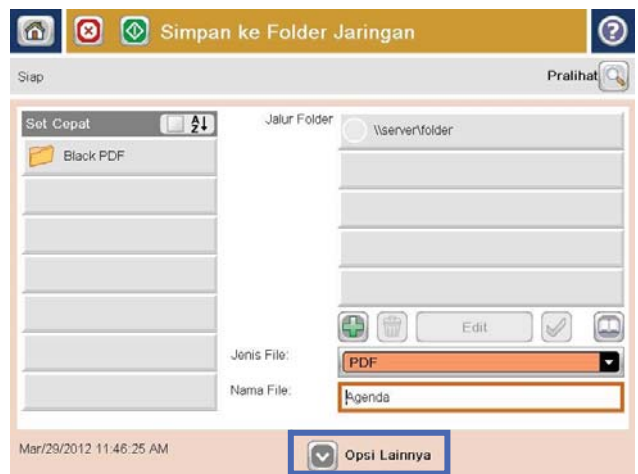 Simpan ke Folder Jaringan
Siap
Pralihat
Set Cepat
Jalur Folder
\\server\folder
Black PDF
Edit
Jenis File:
PDF
Nama File:
Agenda
Mar/29/2012 11:46:25 AM
Opsi Lainnya